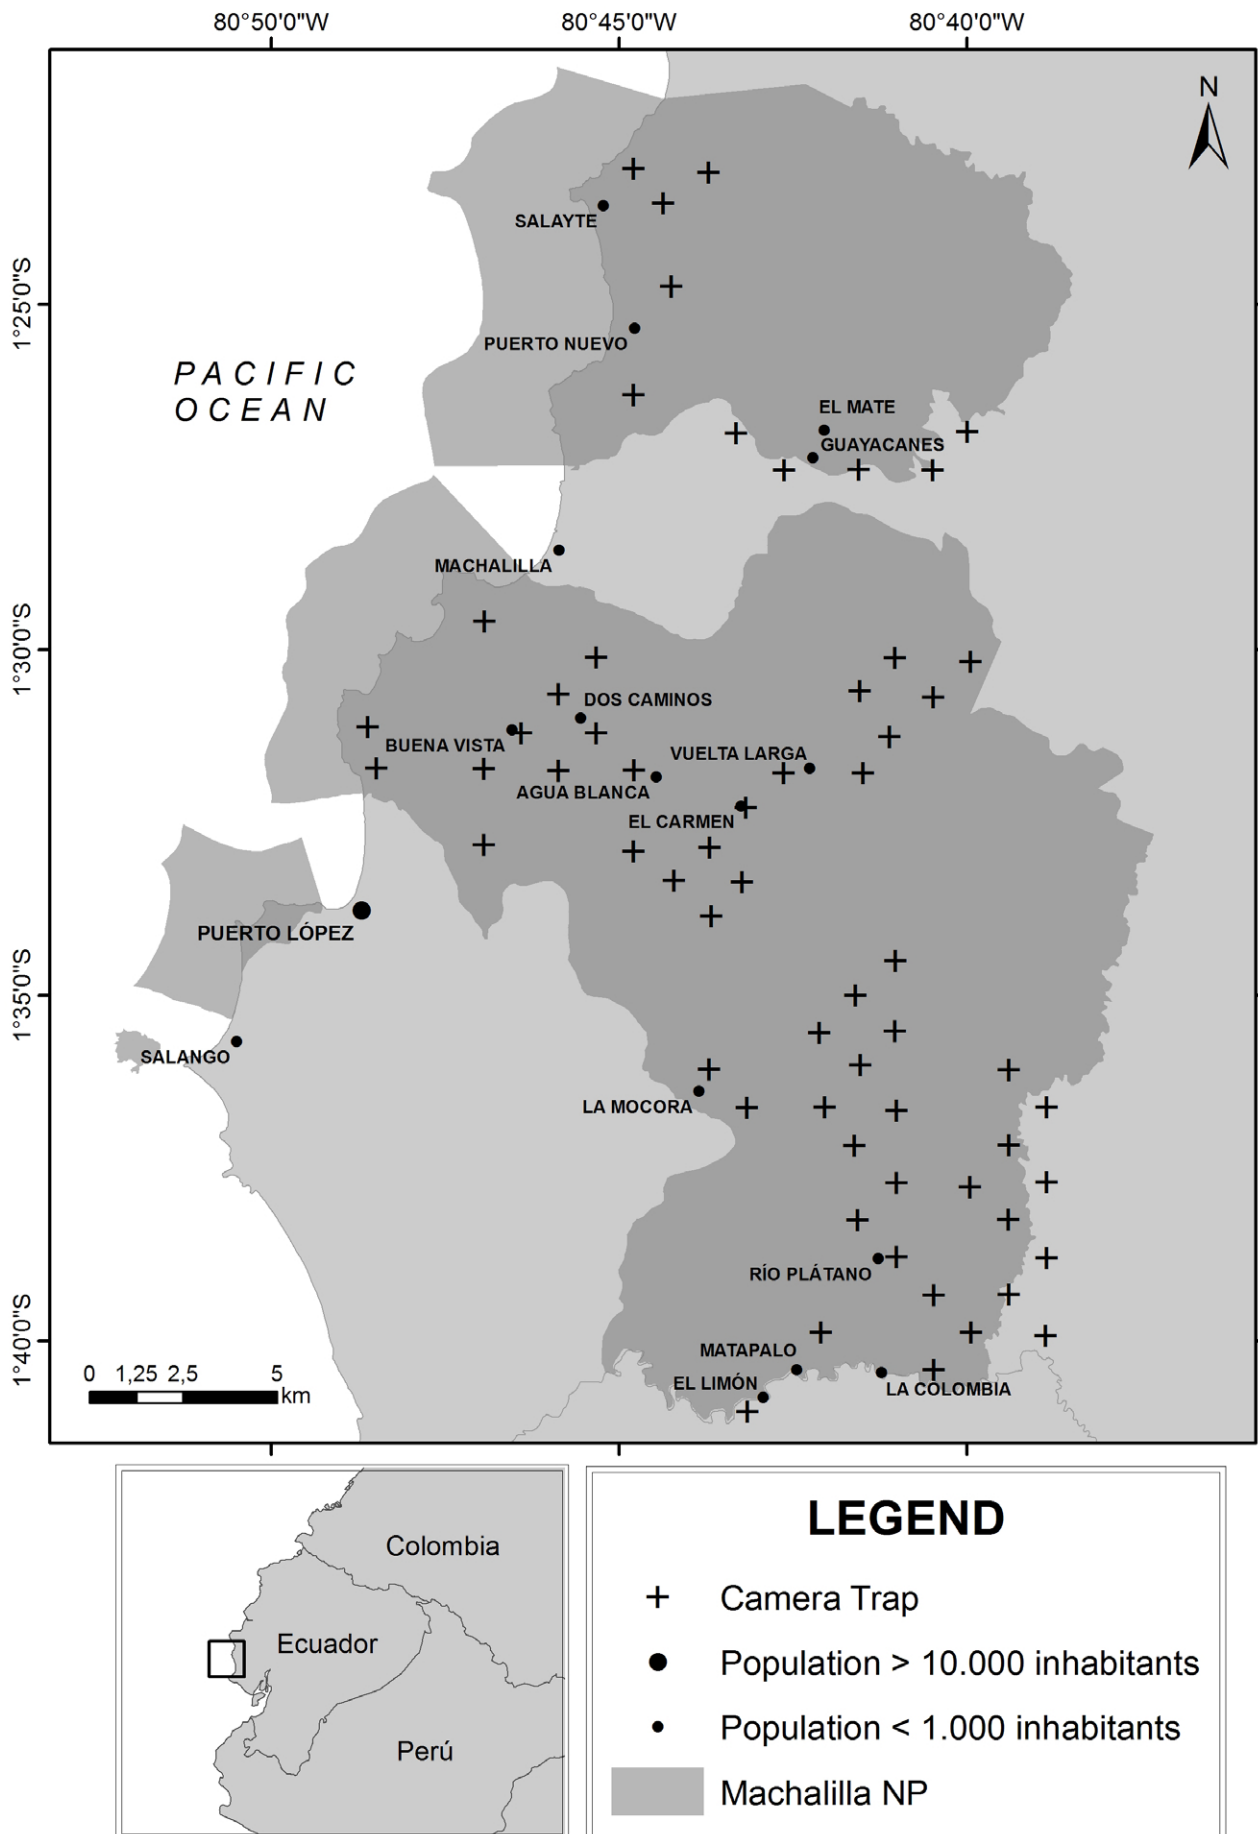 80°50'0"W
80°45'0"W
80°40'0"W
N
SALAYTE
1°25'0"S
PUERTO NUEVO
PACIFIC
OCEAN
EL MATE
GUAYACANES
MACHALILLA
1°30'0"S
DOS CAMINOS
BUENA VISTA
VUELTA LARGA
AGUA BLANCA
EL CARMEN
PUERTO LÓPEZ
1°35'0"S
SALANGO
LA MOCORA
RÍO PLÁTANO
1°40'0"S
MATAPALO
0 1,25 2,5 5
km
EL LIMÓN
LA COLOMBIA
Colombia
Ecuador
Perú
LEGEND
Camera Trap
Population > 10.000 inhabitants
Population < 1.000 inhabitants
Machalilla NP